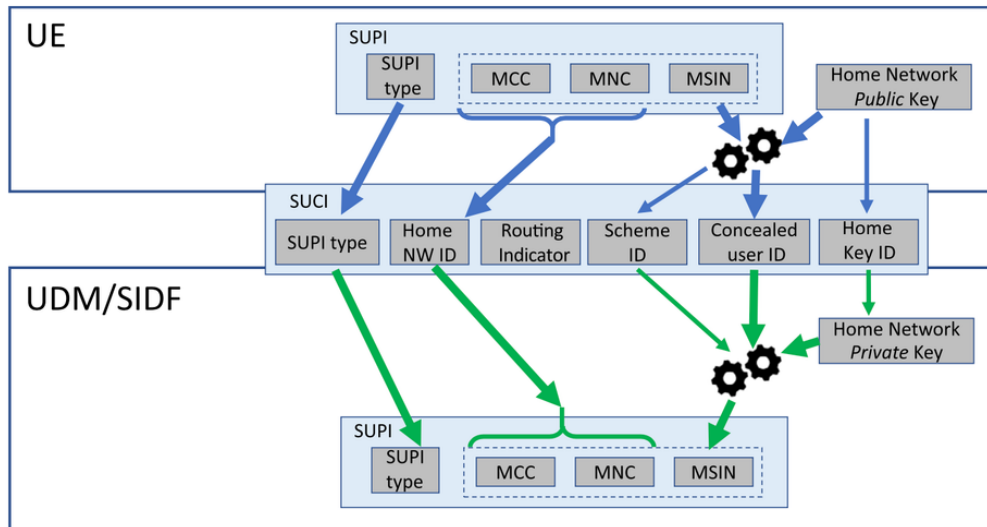 UE
SUPI
SUPI
type
MCC
MNC
MSIN
Home Network
Public Key
SUCI
SUPI type
Home
NW ID
Routing
Indicator
Scheme
ID
Concealed
user ID
Home
Key ID
UDM/SIDF
Home Network
Private Key
SUPI
SUPI
type
MCC
MNC
MSIN